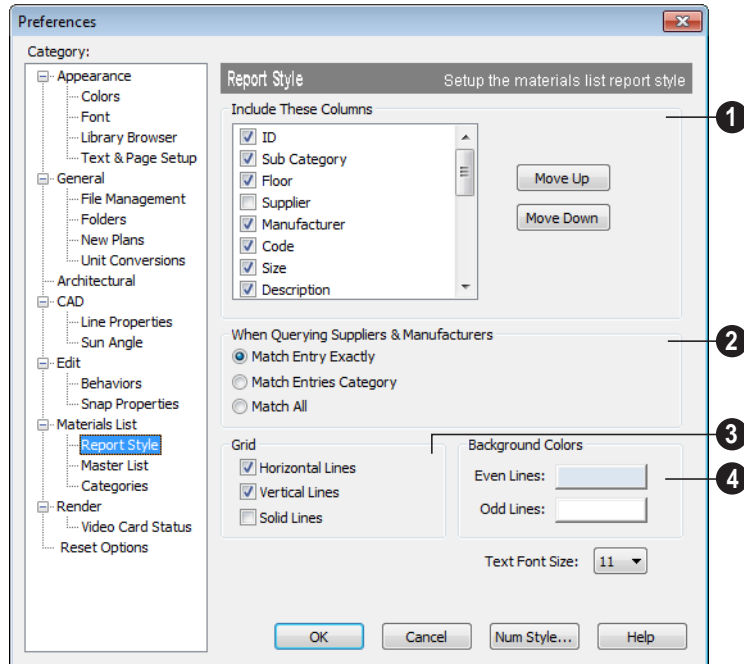 Preferences
Category:
Appearance
Colors
Font
Library Browser
Text & Page Setup
General
File Management
Folders
New Plans
Unit Conversions
Architectural
CAD
Line Properties
Sun Angle
Edit
Behaviors
Snap Properties
Materials List
Report Style
Master List
Categories
Render
Video Card Status
Reset Options
Report Style Setup the materials list report style
Include These Columns
ID
Sub Category
Floor
Supplier
Manufacturer
Code
Size
Description
Move Up
Move Down
1
When Querying Suppliers & Manufacturers
Match Entry Exactly
Match Entries Category
Match All
2
Grid
Horizontal Lines
Vertical Lines
Solid Lines
3
Background Colors
Even Lines:
Odd Lines:
4
Text Font Size: 11
OK Cancel Num Style... Help